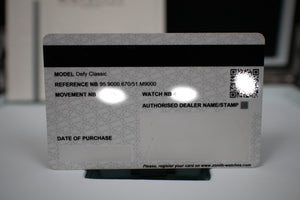 MODEL Defy Classic
REFERENCE NB 95.9000.670/51.M9000
MOVEMENT NB
WATCH NB
AUTHORISED DEALER NAME/STAMP
DATE OF PURCHASE
Please, register your card on www.zenith-watches.com